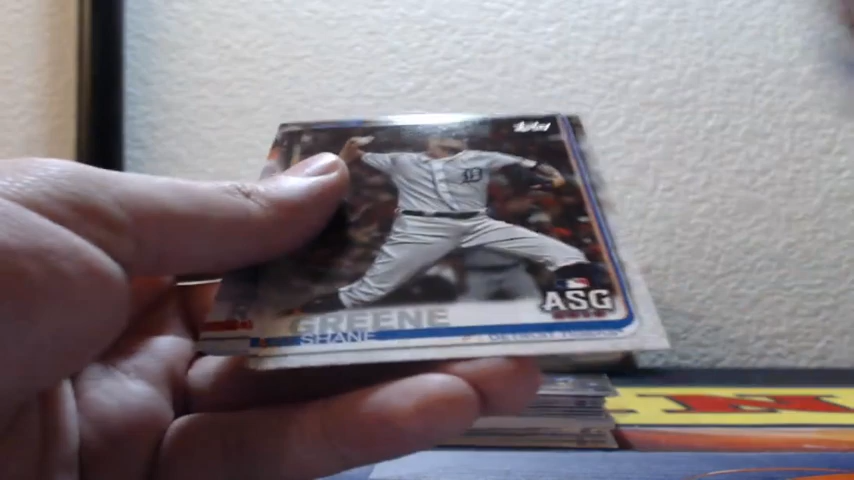 Topps
D
ASG
GREENE
SHANE
DETROIT TIGERS
M